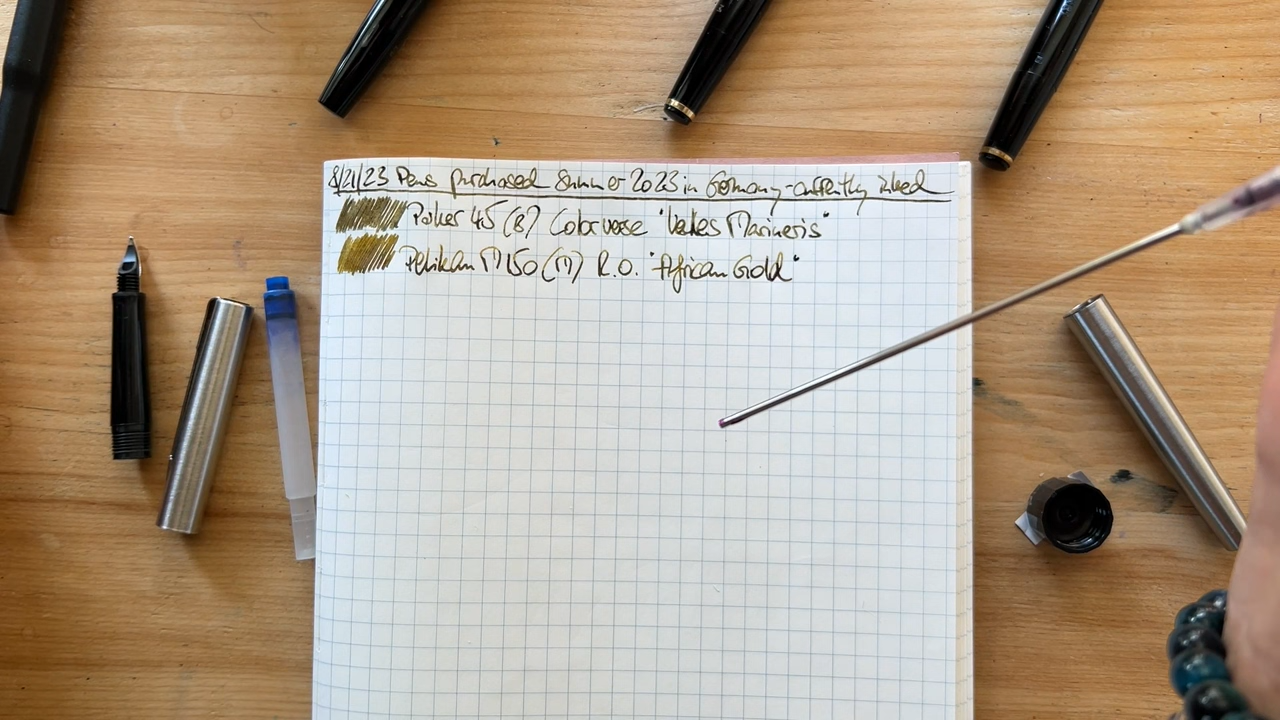 8/21/23 Pens purchased Summer 2023 in Germany - currently inked
Parker 45 (B) Colorverse "Valles Marineris"
Pelikan M150 (M) R.O. "African Gold"